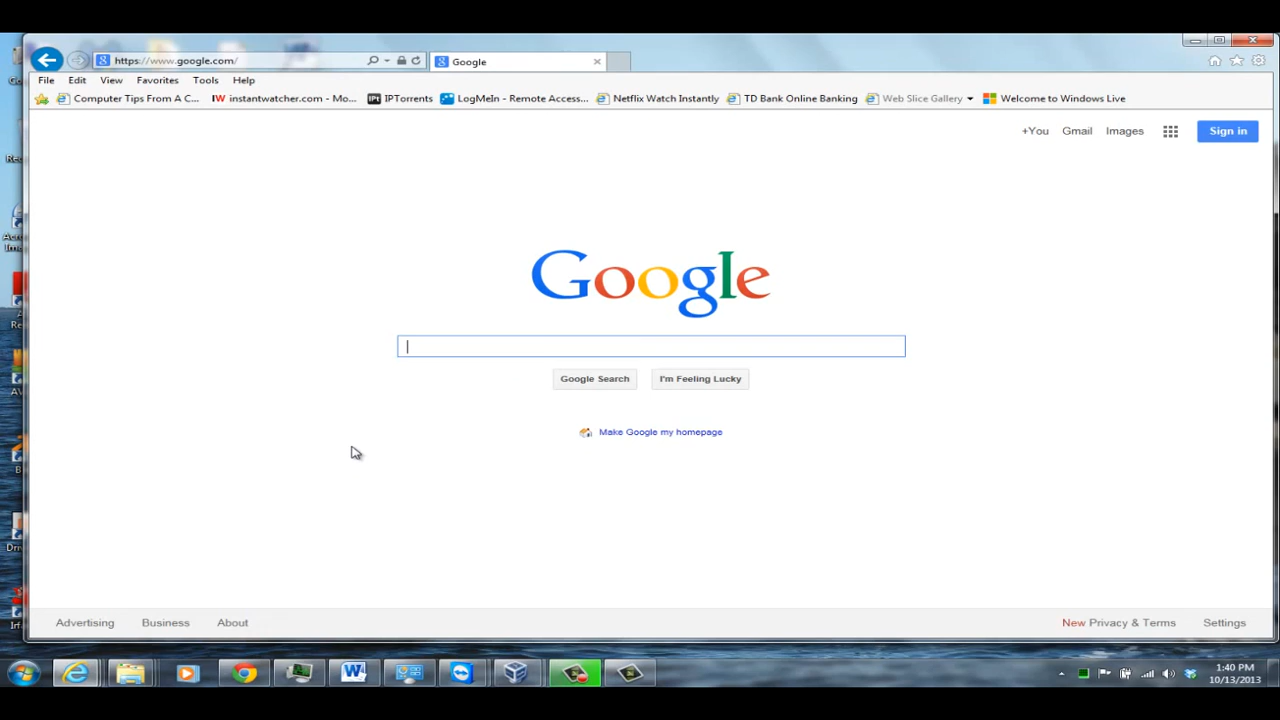 https://www.google.com/
Google
File Edit View Favorites Tools Help
Computer Tips From A C... IW instantwatcher.com - Mo... IPT IPTorrents LogMeIn - Remote Access... Netflix Watch Instantly TD Bank Online Banking Web Slice Gallery Welcome to Windows Live
+You Gmail Images Sign in
Google
Google Search I'm Feeling Lucky
Make Google my homepage
Advertising Business About New Privacy & Terms Settings
1:40 PM
10/13/2013